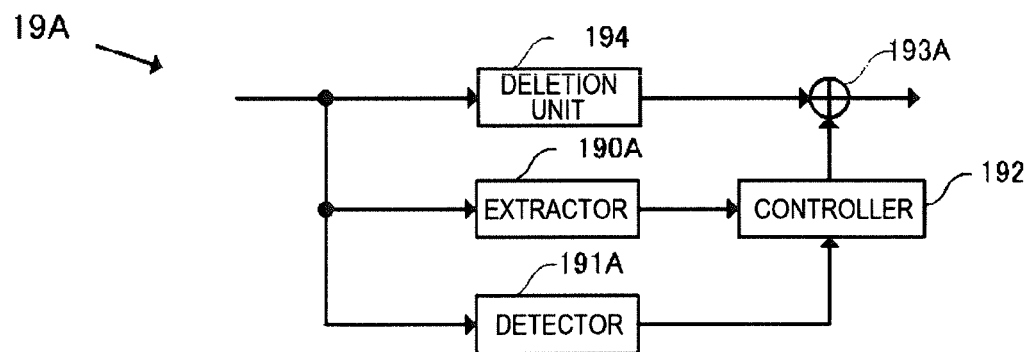 19A
194
DELETION
UNIT
193A
190A
EXTRACTOR
CONTROLLER
192
191A
DETECTOR